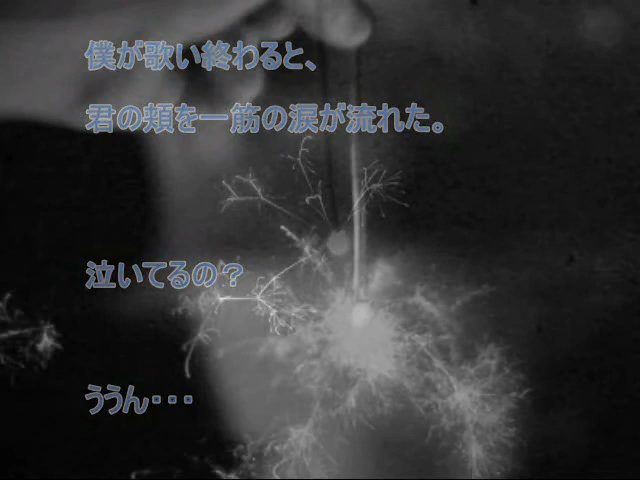 僕が歌い終わると、
君の頬を一筋の涙が流れた。
泣いてるの？
ううん・・・